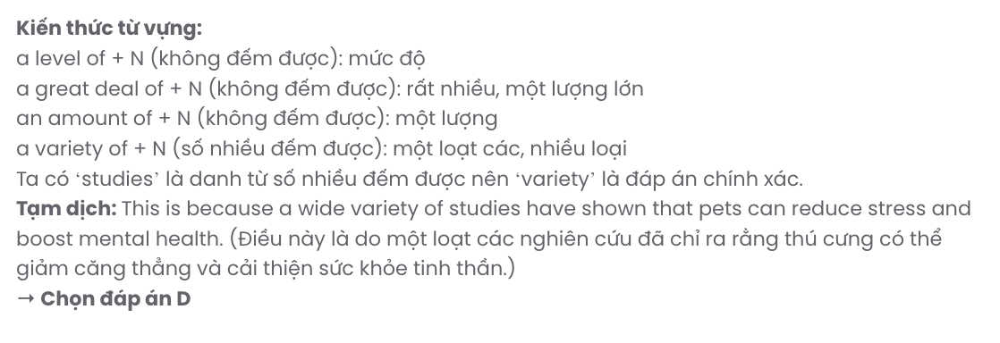 Kiến thức từ vựng:
a level of + N (không đếm được): mức độ
a great deal of + N (không đếm được): rất nhiều, một lượng lớn
an amount of + N (không đếm được): một lượng
a variety of + N (số nhiều đếm được): một loạt các, nhiều loại
Ta có ‘studies’ là danh từ số nhiều đếm được nên ‘variety’ là đáp án chính xác.
Tạm dịch: This is because a wide variety of studies have shown that pets can reduce stress and
boost mental health. (Điều này là do một loạt các nghiên cứu đã chỉ ra rằng thú cưng có thể
giảm căng thẳng và cải thiện sức khỏe tinh thần.)
→ Chọn đáp án D